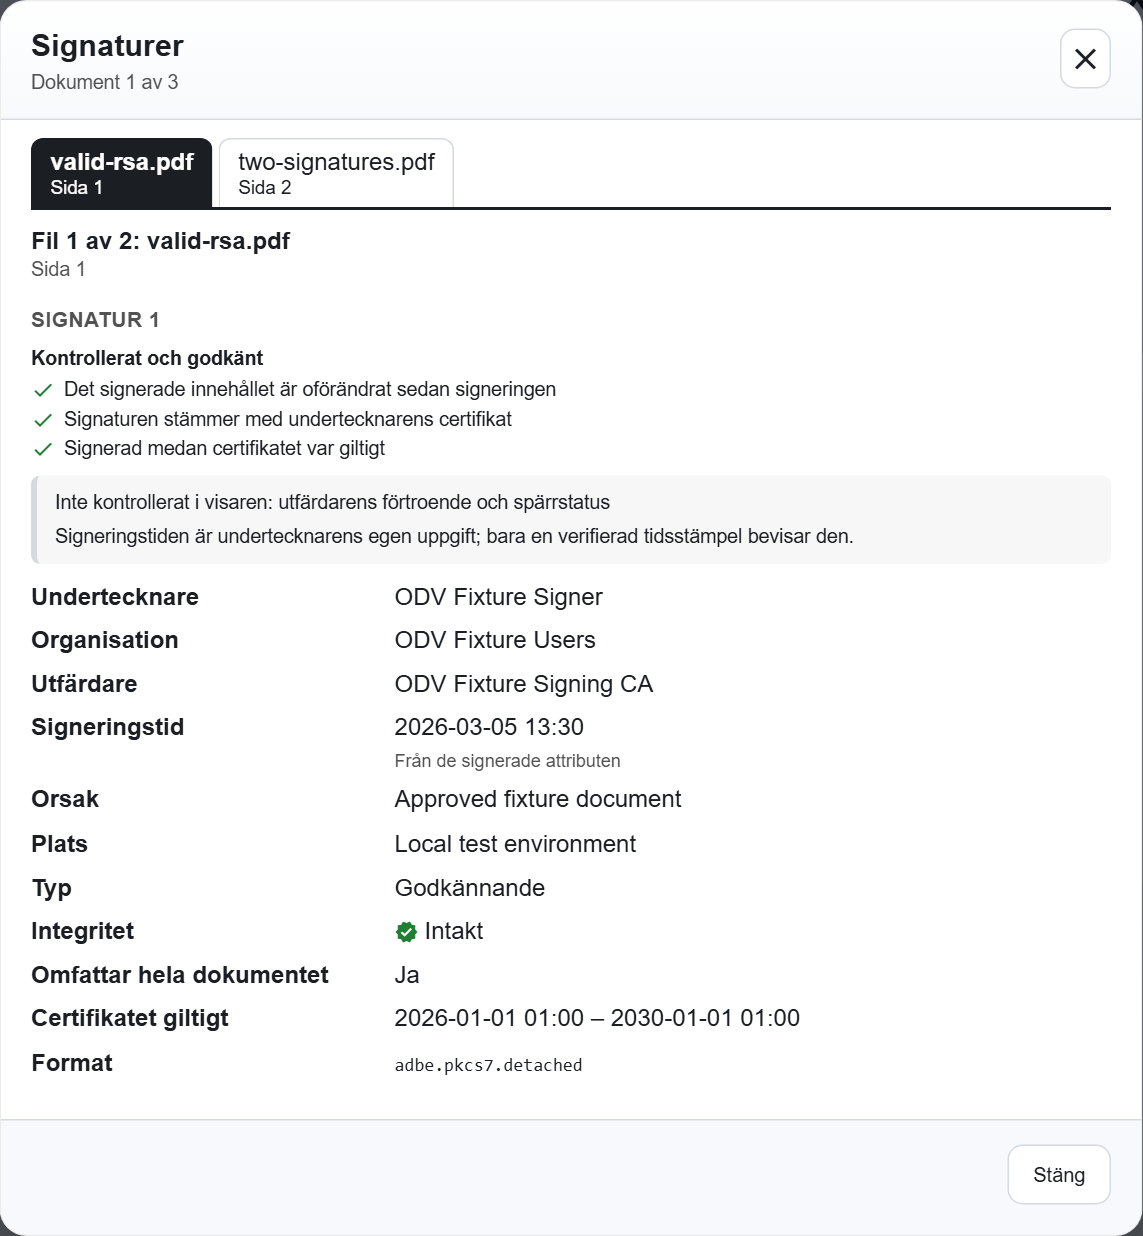 Signaturer
Dokument 1 av 3
valid-rsa.pdf
Sida 1
two-signatures.pdf
Sida 2
Fil 1 av 2: valid-rsa.pdf
Sida 1
SIGNATUR 1
Kontrollerat och godkänt
Det signerade innehållet är oförändrat sedan signeringen
Signaturen stämmer med undertecknarens certifikat
Signerad medan certifikatet var giltigt
Inte kontrollerat i visaren: utfärdarens förtroende och spärrstatus
Signeringstiden är undertecknarens egen uppgift; bara en verifierad tidsstämpel bevisar den.
Undertecknare ODV Fixture Signer
Organisation ODV Fixture Users
Utfärdare ODV Fixture Signing CA
Signeringstid 2026-03-05 13:30
Från de signerade attributen
Orsak Approved fixture document
Plats Local test environment
Typ Godkännande
Integritet Intakt
Omfattar hela dokumentet Ja
Certifikatet giltigt 2026-01-01 01:00 – 2030-01-01 01:00
Format adbe.pkcs7.detached
Stäng